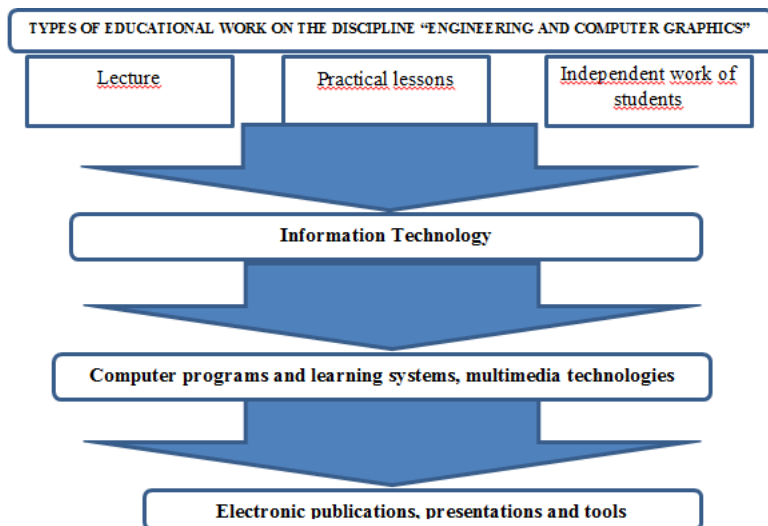 TYPES OF EDUCATIONAL WORK ON THE DISCIPLINE “ENGINEERING AND COMPUTER GRAPHICS”
Lecture
Practical lessons
Independent work of
students
Information Technology
Computer programs and learning systems, multimedia technologies
Electronic publications, presentations and tools